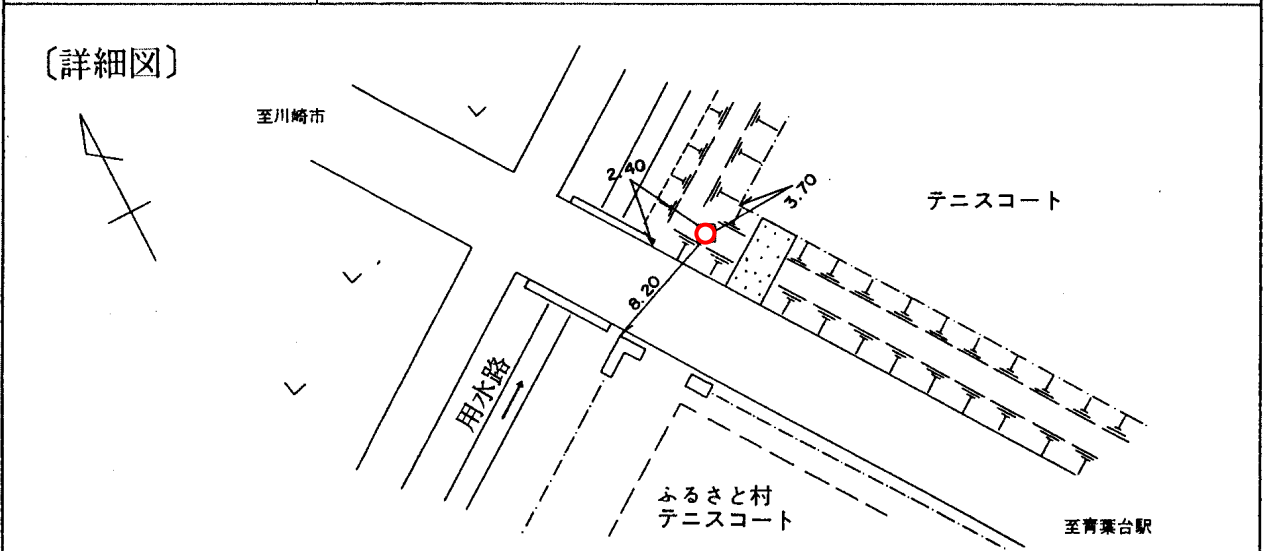 〔詳細図〕
至川崎市
2.40
3.70
テニスコート
8.20
用水路
ふるさと村
テニスコート
至青葉台駅